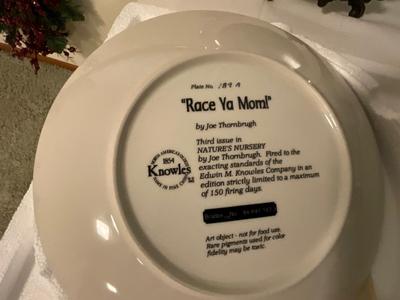 Plate No. 189 A
"Race Ya Mom!"
by Joe Thornbrugh
Third issue in
NATURE'S NURSERY
by Joe Thornbrugh. Fired to the
exacting standards of the
Edwin M. Knowles Company in an
edition strictly limited to a maximum
of 150 firing days.
1854
Knowles
Art object - not for food use.
Rare pigments used for color
fidelity may be toxic.